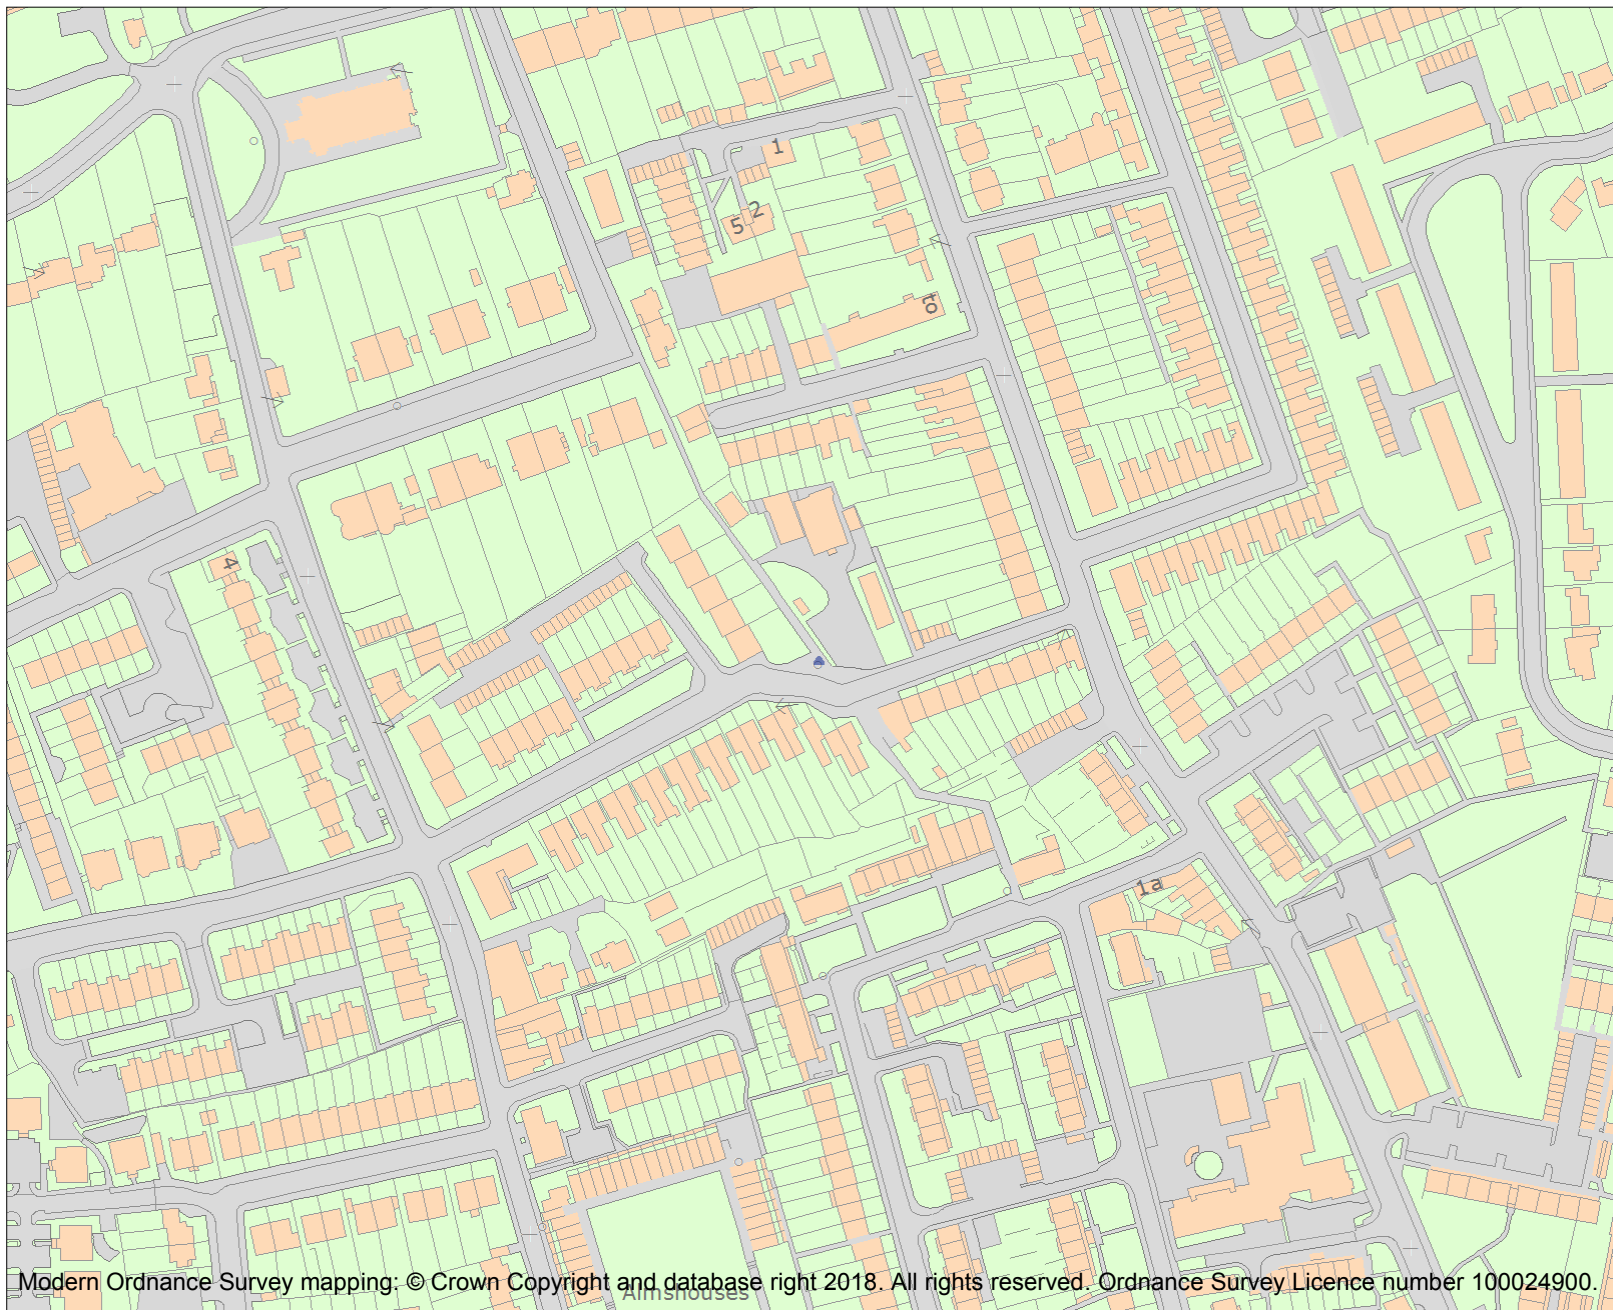 1
2
5
to
4
1a
Modern Ordnance Survey mapping: © Crown Copyright and database right 2018. All rights reserved. Ordnance Survey Licence number 100024900.
Almshouses